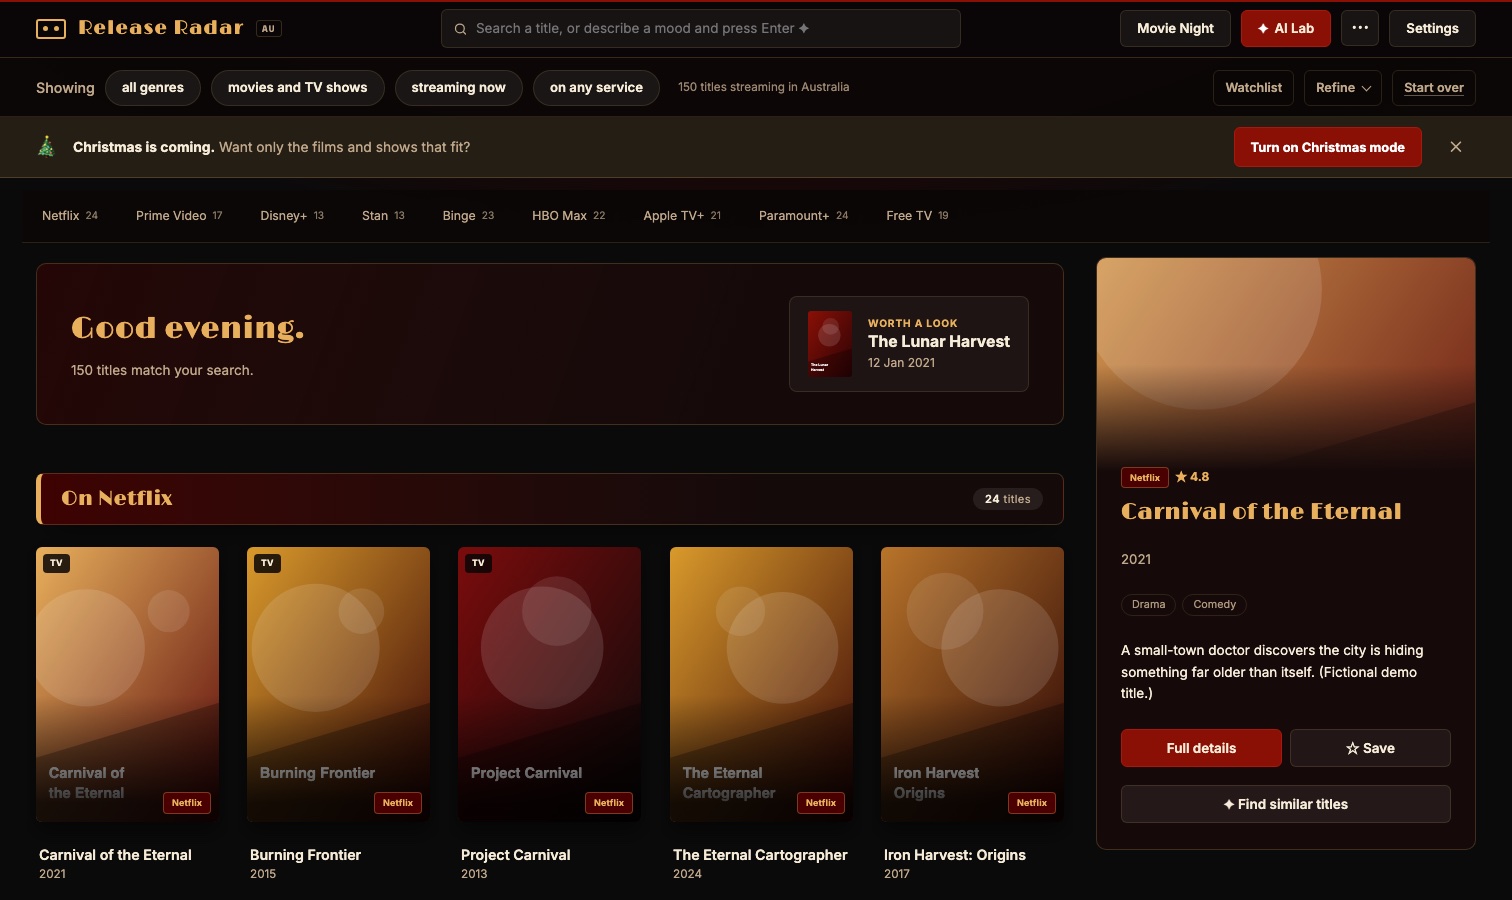 Release Radar AU
Search a title, or describe a mood and press Enter ✦
Movie Night
✦ AI Lab
•••
Settings
Showing
all genres
movies and TV shows
streaming now
on any service
150 titles streaming in Australia
Watchlist
Refine
Start over
Christmas is coming. Want only the films and shows that fit?
Turn on Christmas mode
Netflix 24
Prime Video 17
Disney+ 13
Stan 13
Binge 23
HBO Max 22
Apple TV+ 21
Paramount+ 24
Free TV 19
Good evening.
150 titles match your search.
The Lunar
Harvest
WORTH A LOOK
The Lunar Harvest
12 Jan 2021
On Netflix
24 titles
TV
Carnival of
the Eternal
Netflix
Carnival of the Eternal
2021
TV
Burning Frontier
Netflix
Burning Frontier
2015
TV
Project Carnival
Netflix
Project Carnival
2013
The Eternal
Cartographer
Netflix
The Eternal Cartographer
2024
Iron Harvest
Origins
Netflix
Iron Harvest: Origins
2017
Netflix ★ 4.8
Carnival of the Eternal
2021
Drama
Comedy
A small-town doctor discovers the city is hiding
something far older than itself. (Fictional demo
title.)
Full details
☆ Save
✦ Find similar titles